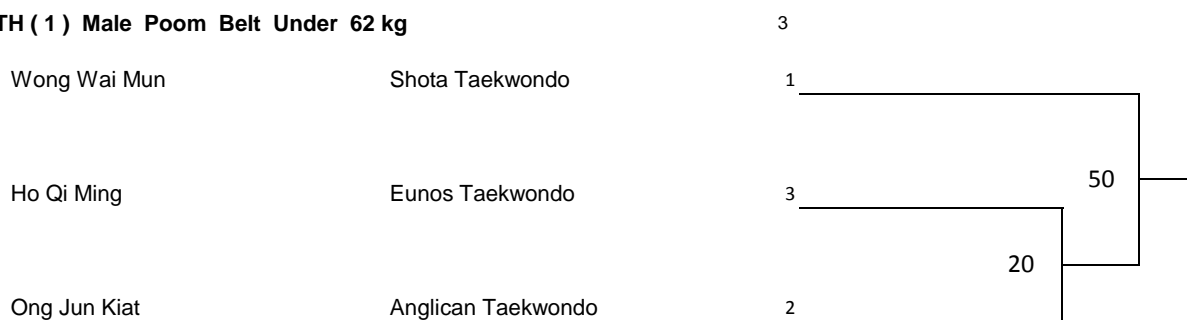 TH ( 1 ) Male Poom Belt Under 62 kg 3
Wong Wai Mun Shota Taekwondo 1
50
Ho Qi Ming Eunos Taekwondo 3
20
Ong Jun Kiat Anglican Taekwondo 2